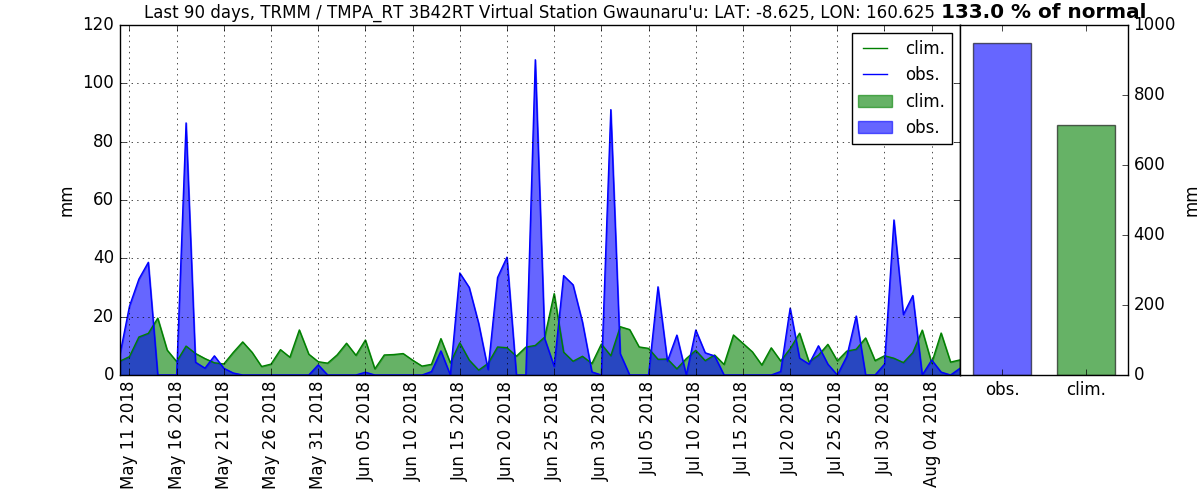 Last 90 days, TRMM / TMPA_RT 3B42RT Virtual Station Gwaunaru'u: LAT: -8.625, LON: 160.625 133.0 % of normal
120
100
80
60
40
20
0
mm
clim.
obs.
clim.
obs.
May 11 2018
May 16 2018
May 21 2018
May 26 2018
May 31 2018
Jun 05 2018
Jun 10 2018
Jun 15 2018
Jun 20 2018
Jun 25 2018
Jun 30 2018
Jul 05 2018
Jul 10 2018
Jul 15 2018
Jul 20 2018
Jul 25 2018
Jul 30 2018
Aug 04 2018
1000
800
600
400
200
0
mm
obs. clim.